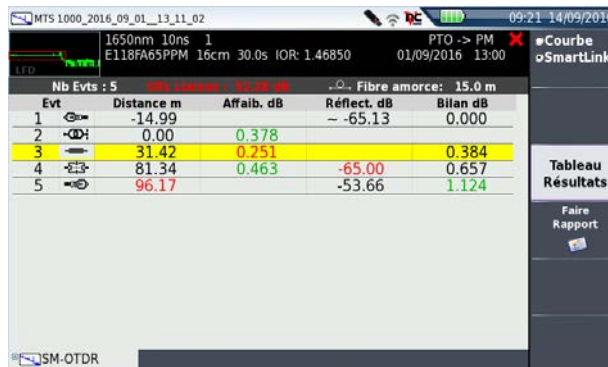 MTS 1000_2016_09_01__13_11_02
09:21 14/09/2016
1650nm 10ns 1
PTO -> PM
E118FA65PPM 16cm 30.0s IOR: 1.46850
01/09/2016 13:00
LFD
Nb Evts : 5
Fibre amorce: 15.0 m
Evt Distance m Affaib. dB Réflect. dB Bilan dB
1 -14.99 ~ -65.13 0.000
2 0.00 0.378
3 31.42 0.251 0.384
4 81.34 0.463 -65.00 0.657
5 96.17 -53.66 1.124
Courbe
SmartLink
Tableau
Résultats
Faire
Rapport
SM-OTDR